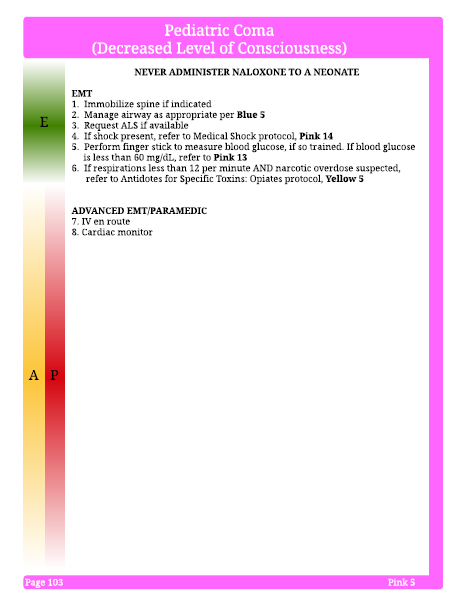 Pediatric Coma
(Decreased Level of Consciousness)
NEVER ADMINISTER NALOXONE TO A NEONATE
E
EMT
1. Immobilize spine if indicated
2. Manage airway as appropriate per Blue 5
3. Request ALS if available
4. If shock present, refer to Medical Shock protocol, Pink 14
5. Perform finger stick to measure blood glucose, if so trained. If blood glucose
is less than 60 mg/dL, refer to Pink 13
6. If respirations less than 12 per minute AND narcotic overdose suspected,
refer to Antidotes for Specific Toxins: Opiates protocol, Yellow 5
ADVANCED EMT/PARAMEDIC
7. IV en route
8. Cardiac monitor
A P
Page 103 Pink 5